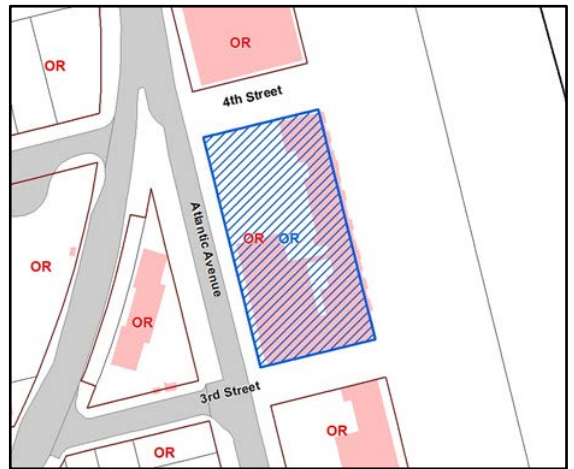 OR
OR
4th Street
OR
Atlantic Avenue
OR OR
OR
3rd Street
OR
OR